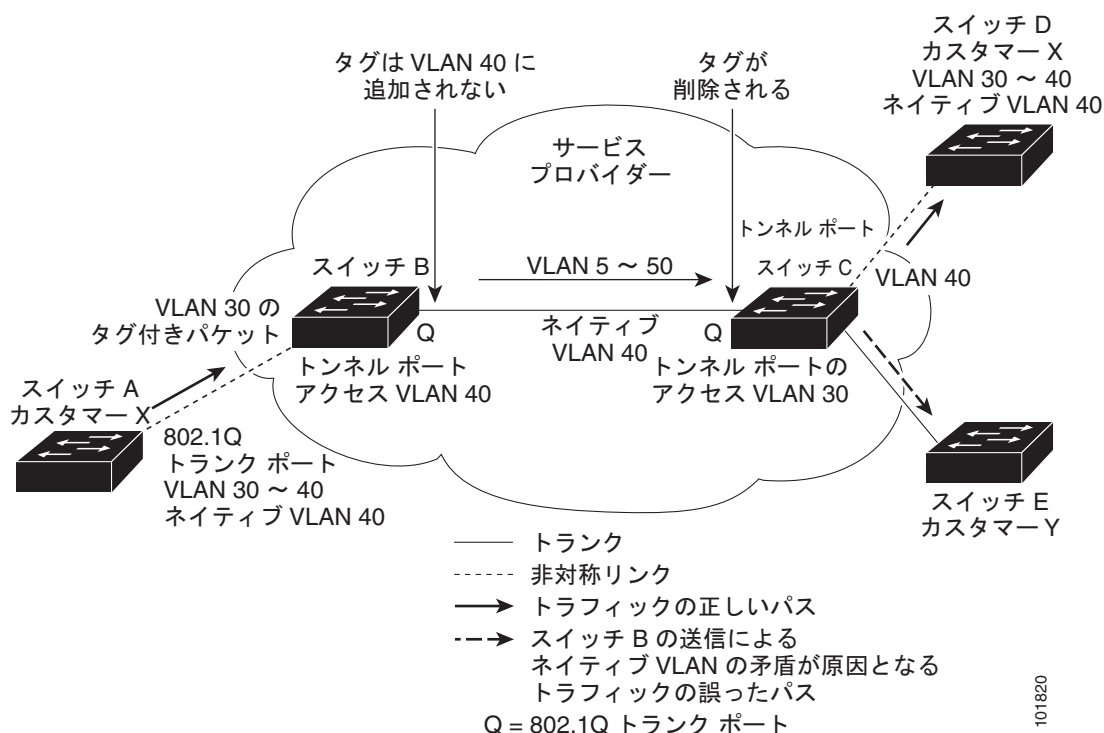 スイッチ D
カスタマー X
VLAN 30 ～ 40
ネイティブ VLAN 40
タグは VLAN 40 に
追加されない
タグが
削除される
サービス
プロバイダー
トンネル ポート
スイッチ B
VLAN 5 ～ 50
スイッチ C
VLAN 40
VLAN 30 の
タグ付きパケット
Q
ネイティブ
VLAN 40
Q
トンネル ポート
アクセス VLAN 40
トンネル ポートの
アクセス VLAN 30
スイッチ A
カスタマー X
802.1Q
トランク ポート
VLAN 30 ～ 40
ネイティブ VLAN 40
スイッチ E
カスタマー Y
トランク
非対称リンク
トラフィックの正しいパス
スイッチ B の送信による
ネイティブ VLAN の矛盾が原因となる
トラフィックの誤ったパス
Q = 802.1Q トランク ポート
101820